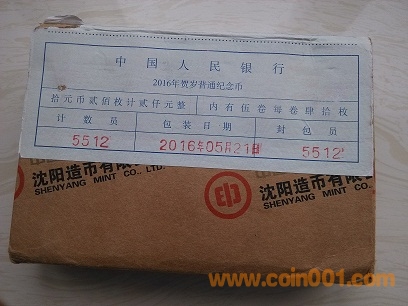 中国人民银行
2016年贺岁普通纪念币
拾元币贰佰枚计贰仟元整 内有伍卷每卷肆拾枚
计数员 包装日期 封包员
5512 2016年05月21日 5512
沈阳造币有限
SHENYANG MINT CO., LTD.
印
沈阳造币有限
SHENYANG MINT CO., LTD
www.coin001.com